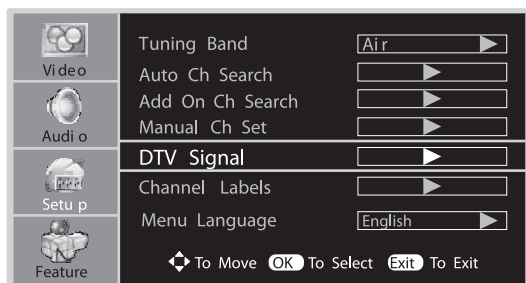 Video
Audio
Setup
Feature
Tuning Band Air
Auto Ch Search
Add On Ch Search
Manual Ch Set
DTV Signal
Channel Labels
Menu Language English
To Move OK To Select Exit To Exit